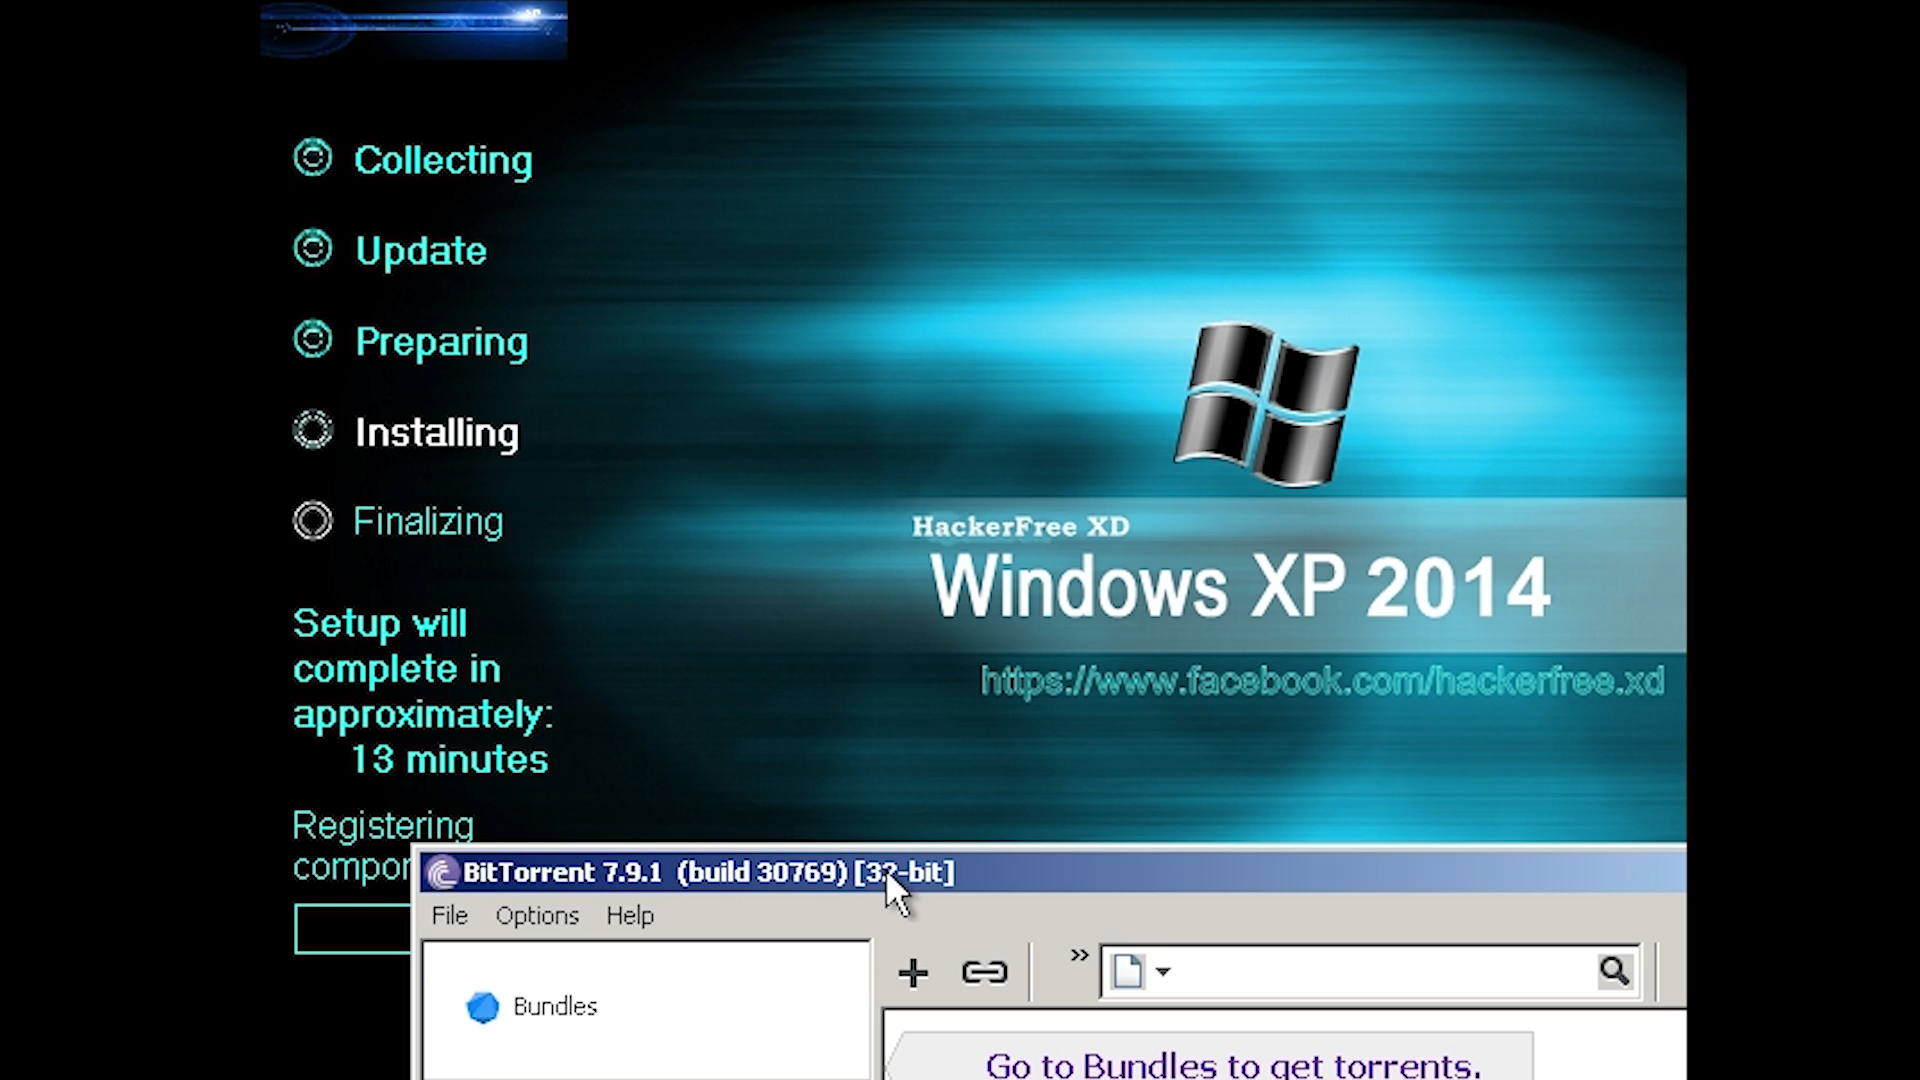 Collecting
Update
Preparing
Installing
Finalizing
Setup will
complete in
approximately:
13 minutes
Registering
HackerFree XD
Windows XP 2014
https://www.facebook.com/hackerfree.xd
BitTorrent 7.9.1 (build 30769) [32-bit]
File Options Help
»
Bundles
Go to Bundles to get torrents.